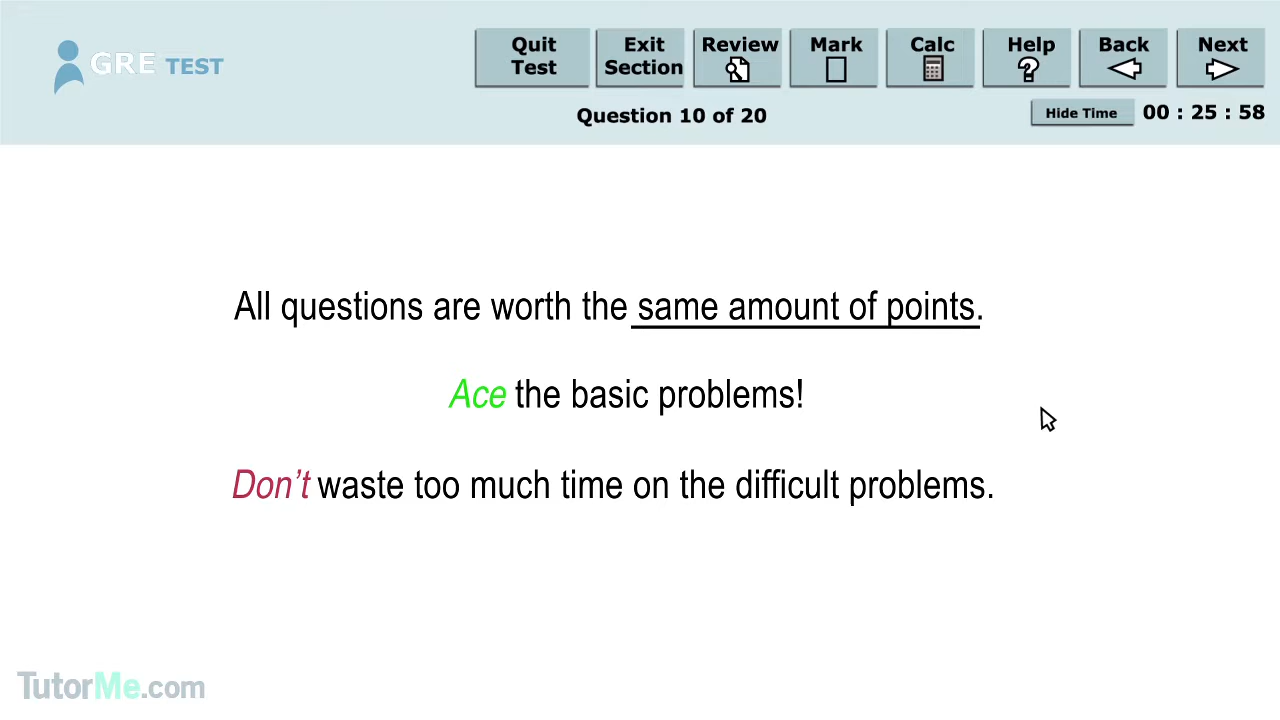 GRE TEST
Quit Test
Exit Section
Review
Mark
Calc
Help
Back
Next
Question 10 of 20
Hide Time
00 : 25 : 58
All questions are worth the same amount of points.
Ace the basic problems!
Don't waste too much time on the difficult problems.
TutorMe.com